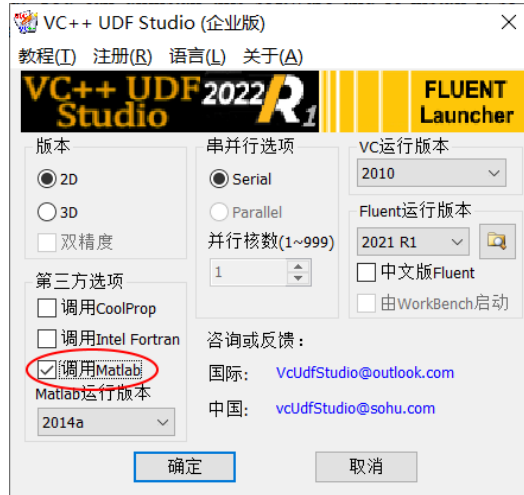 VC++ UDF Studio (企业版)
教程(T) 注册(R) 语言(L) 关于(A)
VC++ UDF Studio 2022 R1
FLUENT Launcher
版本
2D
3D
双精度
串并行选项
Serial
Parallel
并行核数(1~999)
1
VC运行版本
2010
Fluent运行版本
2021 R1
中文版Fluent
由WorkBench启动
第三方选项
调用CoolProp
调用Intel Fortran
调用Matlab
Matlab运行版本
2014a
咨询或反馈：
国际: VcUdfStudio@outlook.com
中国: vcUdfStudio@sohu.com
确定
取消